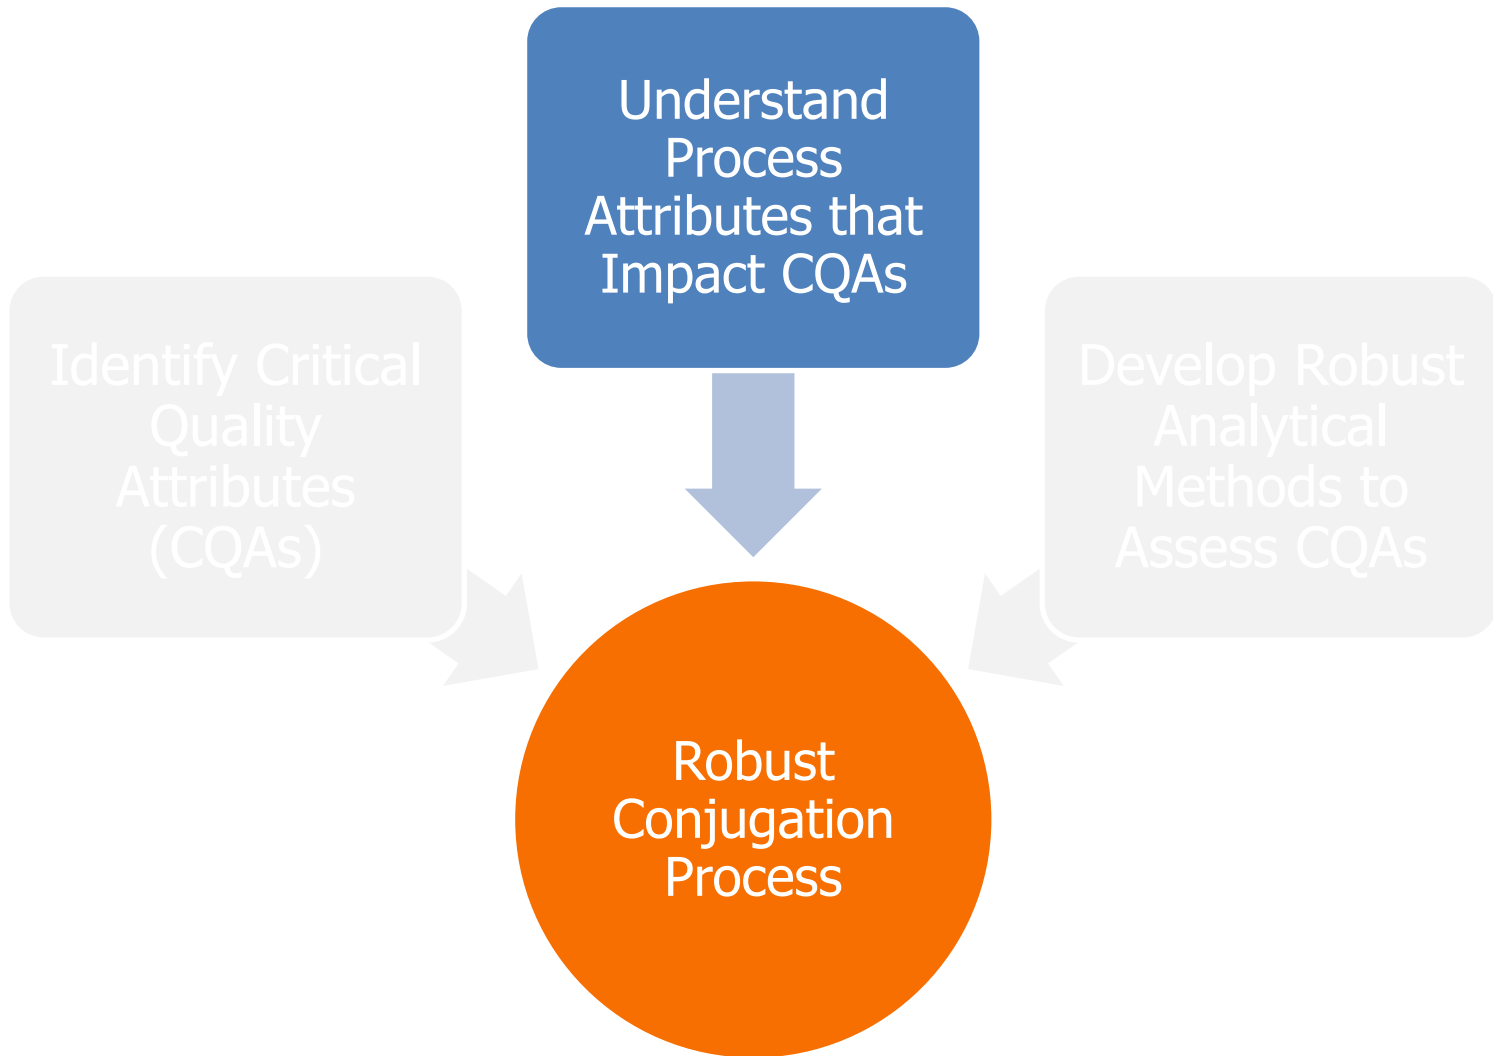 Understand
Process
Attributes that
Impact CQAs
Identify Critical
Quality
Attributes
(CQAs)
Develop Robust
Analytical
Methods to
Assess CQAs
Robust
Conjugation
Process